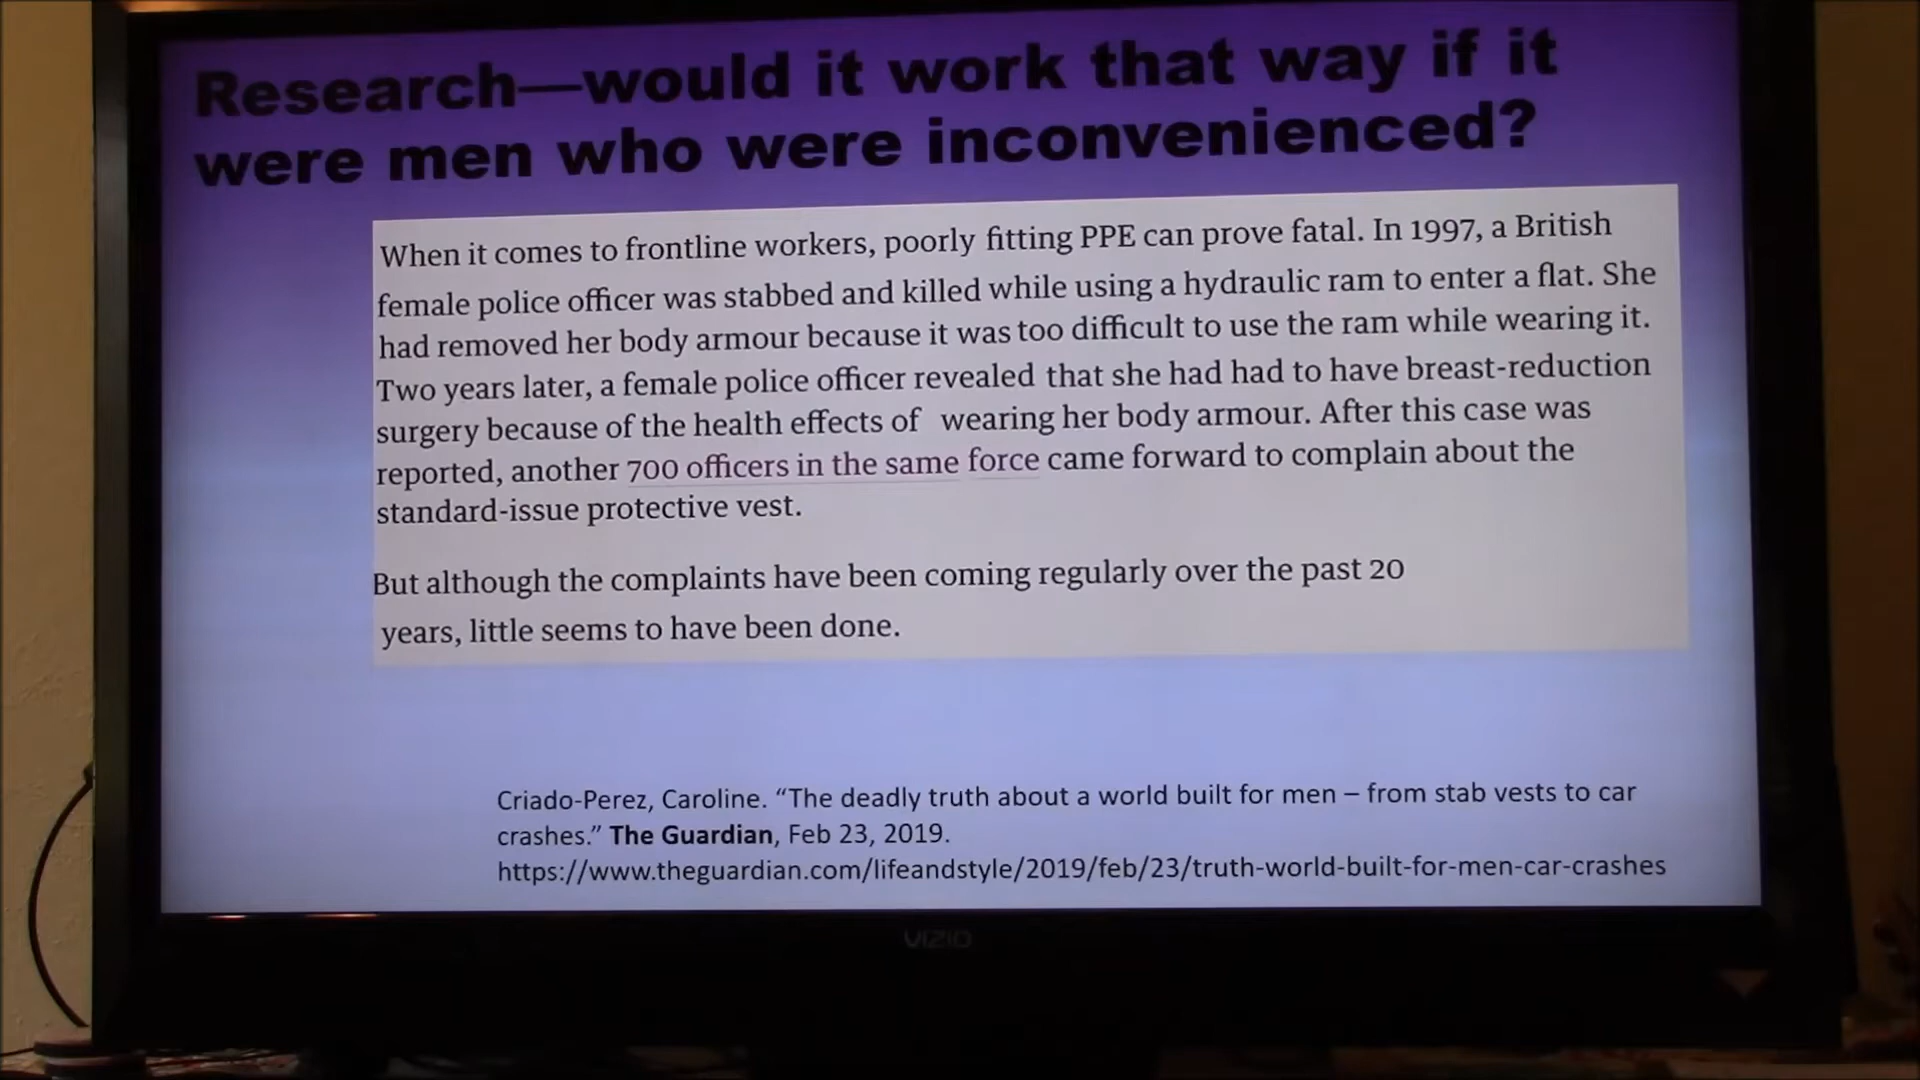 Research—would it work that way if it
were men who were inconvenienced?
When it comes to frontline workers, poorly fitting PPE can prove fatal. In 1997, a British
female police officer was stabbed and killed while using a hydraulic ram to enter a flat. She
had removed her body armour because it was too difficult to use the ram while wearing it.
Two years later, a female police officer revealed that she had had to have breast-reduction
surgery because of the health effects of wearing her body armour. After this case was
reported, another 700 officers in the same force came forward to complain about the
standard-issue protective vest.
But although the complaints have been coming regularly over the past 20
years, little seems to have been done.
Criado-Perez, Caroline. “The deadly truth about a world built for men – from stab vests to car
crashes.” The Guardian, Feb 23, 2019.
https://www.theguardian.com/lifeandstyle/2019/feb/23/truth-world-built-for-men-car-crashes
VIZIO